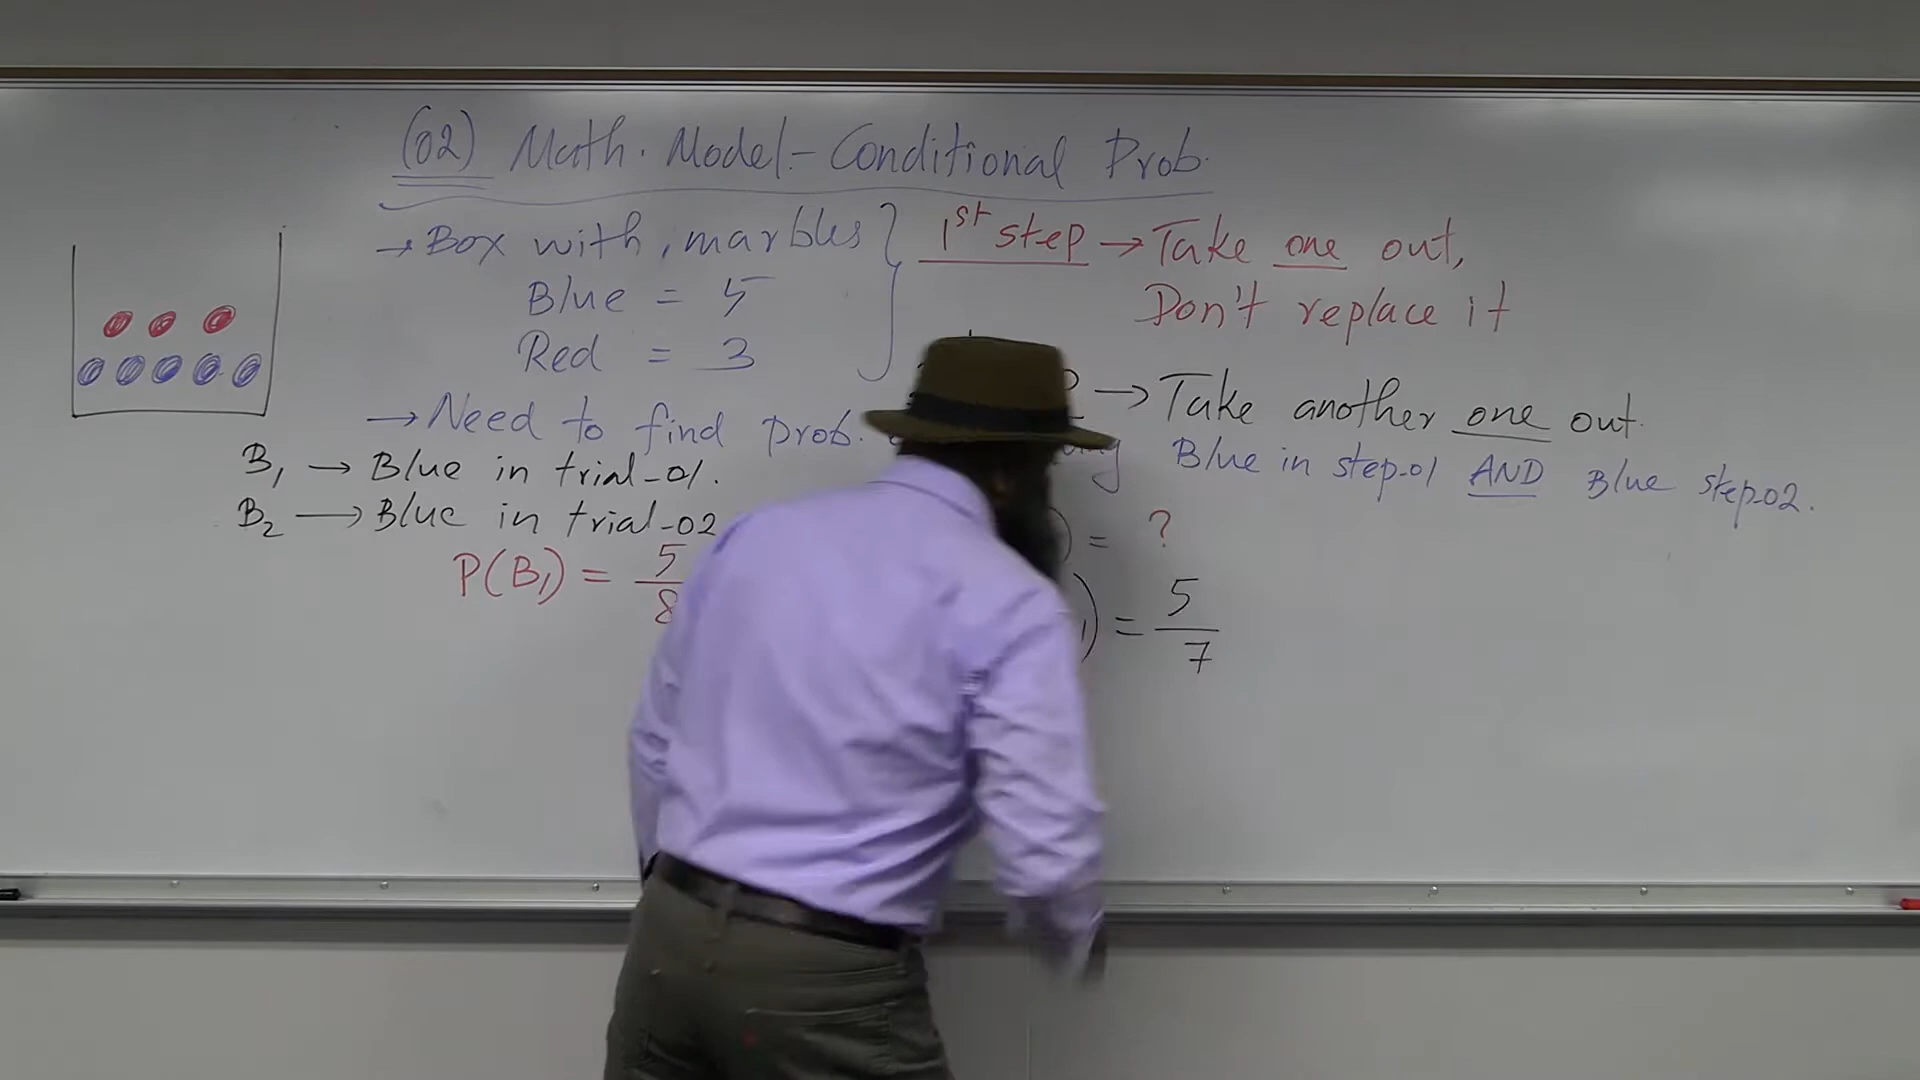 (02) Math. Model - Conditional Prob.
→ Box with, marbles
Blue = 5
Red = 3
1st step → Take one out,
Don't replace it
→ Take another one out.
→ Need to find prob. Blue in step-01 AND Blue step-02.
B1 → Blue in trial-01.
B2 → Blue in trial-02
) = ?
P(B1) = 5/8
) = 5/7